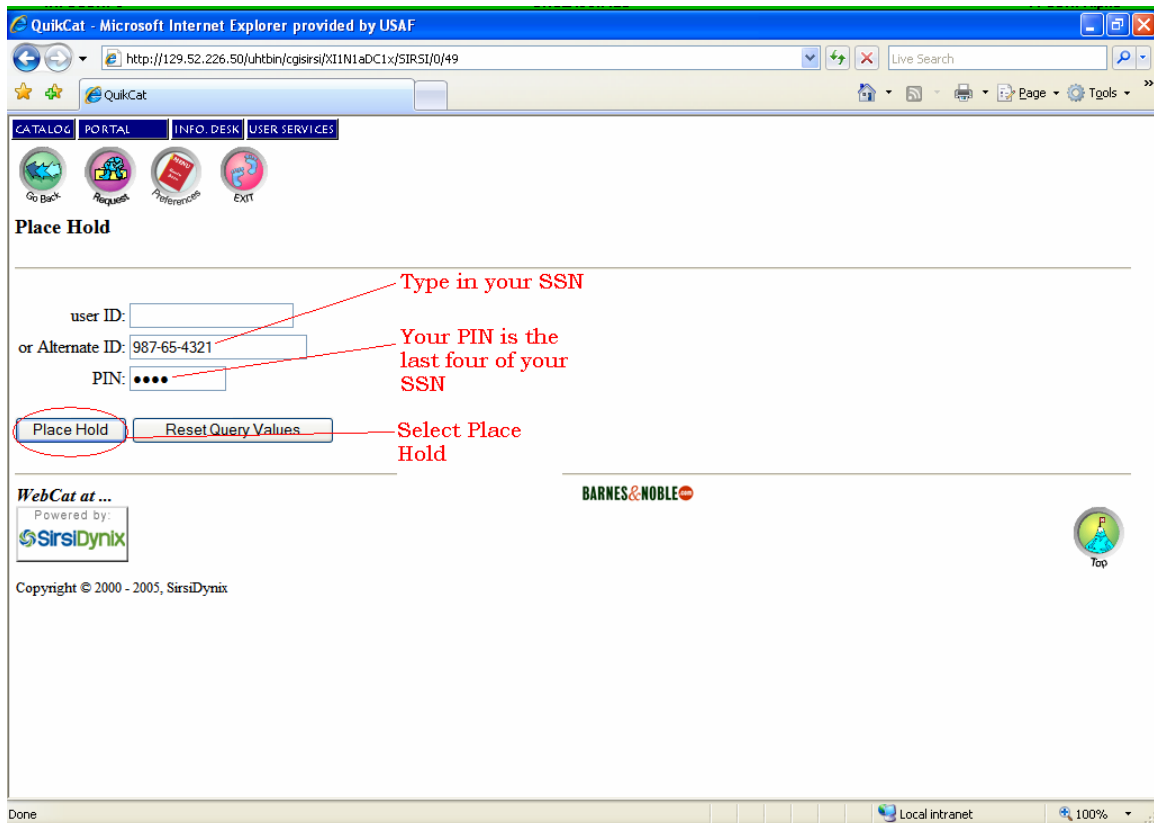 QuikCat - Microsoft Internet Explorer provided by USAF
http://129.52.226.50/uhtbin/cgisirsi/XI1N1aDC1x/SIRSI/0/49
Live Search
QuikCat
Page
Tools
CATALOG PORTAL INFO. DESK USER SERVICES
Go Back Request Preferences EXIT
Place Hold
Type in your SSN
user ID:
or Alternate ID: 987-65-4321
Your PIN is the
last four of your
SSN
PIN: ••••
Place Hold Reset Query Values
Select Place
Hold
WebCat at ...
BARNES&NOBLE.com
Powered by:
SirsiDynix
Top
Copyright © 2000 - 2005, SirsiDynix
Done
Local intranet
100%